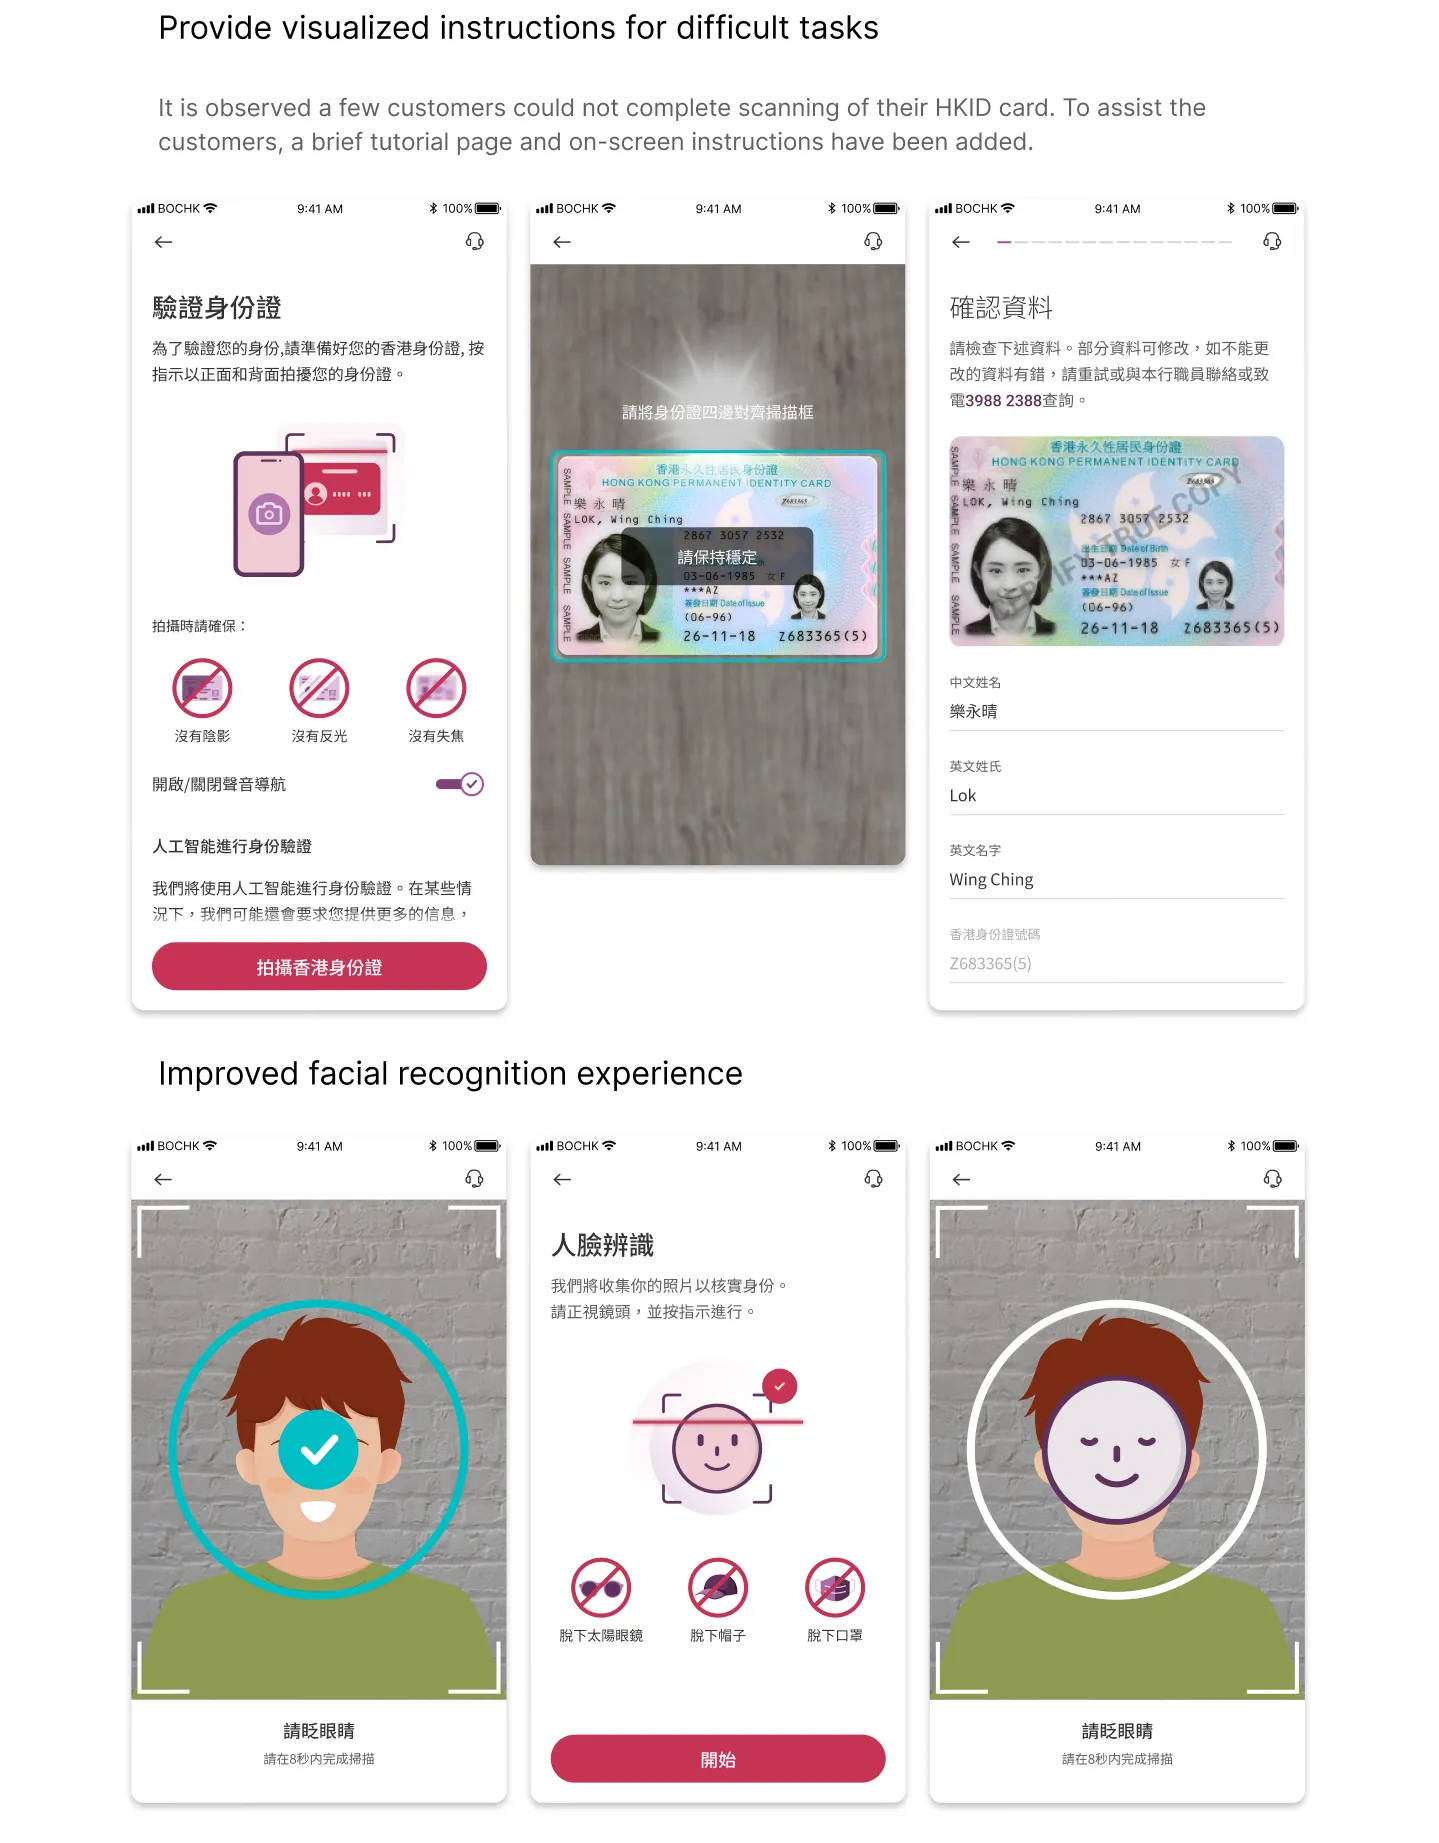 Provide visualized instructions for difficult tasks
It is observed a few customers could not complete scanning of their HKID card. To assist the
customers, a brief tutorial page and on-screen instructions have been added.
BOCHK 9:41 AM 100%
驗證身份證
為了驗證您的身份,請準備好您的香港身份證, 按
指示以正面和背面拍擾您的身份證。
拍攝時請確保：
沒有陰影 沒有反光 沒有失焦
開啟/關閉聲音導航
人工智能進行身份驗證
我們將使用人工智能進行身份驗證。在某些情
況下，我們可能還會要求您提供更多的信息，
拍攝香港身份證
BOCHK 9:41 AM 100%
請將身份證四邊對齊掃描框
香港永久性居民身份證
HONG KONG PERMANENT IDENTITY CARD
SAMPLE SAMPLE SAMPLE SAMPLE
樂永晴
Z683365
LOK, Wing Ching
2867 3057 2532
請保持穩定
03-06-1985 女 F
***AZ
簽發日期 Date of Issue
(06-96)
26-11-18 Z683365(5)
BOCHK 9:41 AM 100%
確認資料
請檢查下述資料。部分資料可修改，如不能更
改的資料有錯，請重試或與本行職員聯絡或致
電3988 2388查詢。
香港永久性居民身份證
HONG KONG PERMANENT IDENTITY CARD
SAMPLE SAMPLE SAMPLE SAMPLE
樂永晴
Z683365
LOK, Wing Ching
2867 3057 2532
出生日期 Date of Birth
03-06-1985 女 F
***AZ
簽發日期 Date of Issue
(06-96)
26-11-18 Z683365(5)
TRUE COPY
中文姓名
樂永晴
英文姓氏
Lok
英文名字
Wing Ching
香港身份證號碼
Z683365(5)
Improved facial recognition experience
BOCHK 9:41 AM 100%
請眨眼睛
請在8秒内完成掃描
BOCHK 9:41 AM 100%
人臉辨識
我們將收集你的照片以核實身份。
請正視鏡頭，並按指示進行。
脫下太陽眼鏡 脫下帽子 脫下口罩
開始
BOCHK 9:41 AM 100%
請眨眼睛
請在8秒内完成掃描